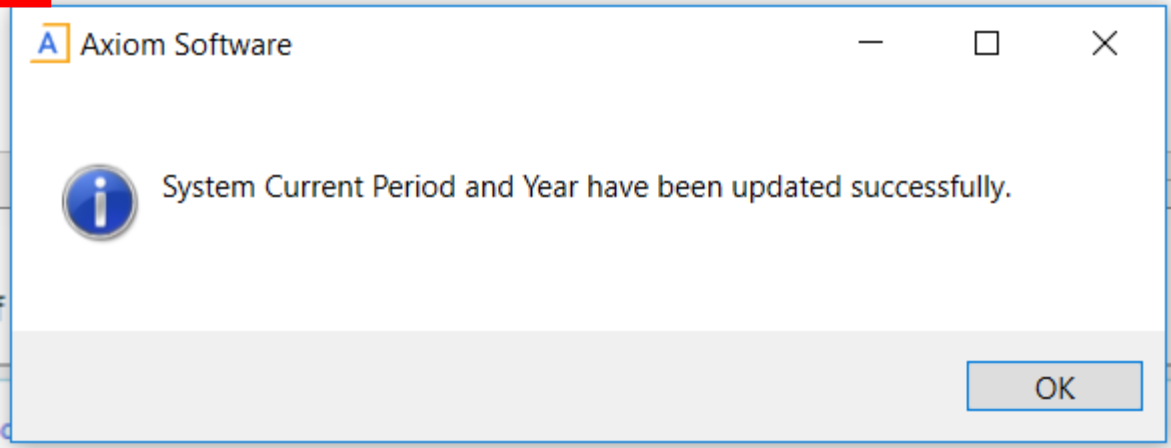 A Axiom Software
System Current Period and Year have been updated successfully.
OK